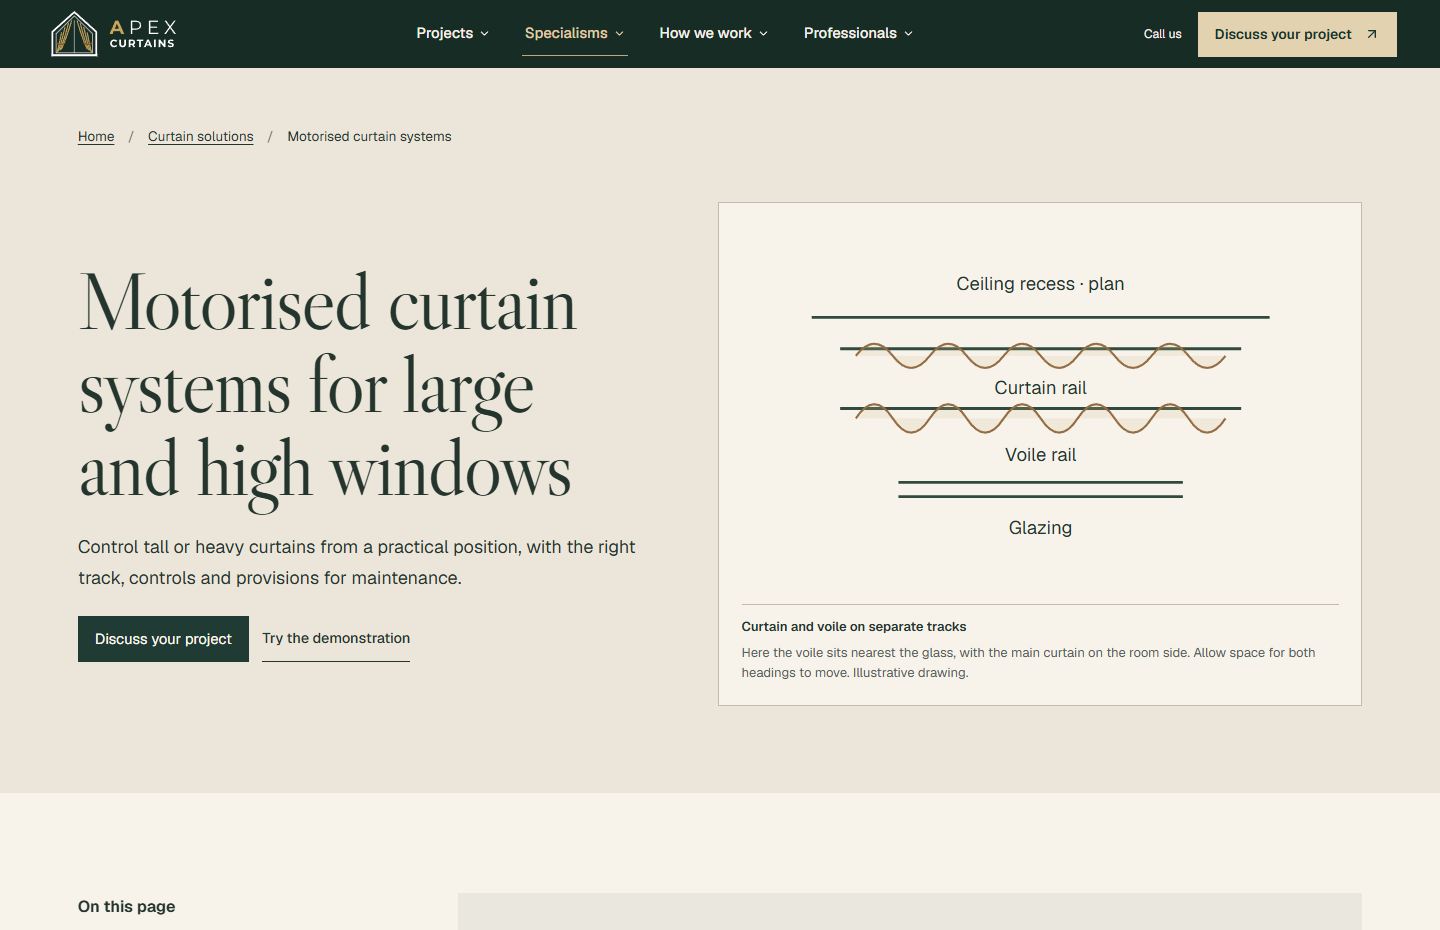 APEX
CURTAINS
Projects
Specialisms
How we work
Professionals
Call us
Discuss your project
Home / Curtain solutions / Motorised curtain systems
Motorised curtain
systems for large
and high windows
Control tall or heavy curtains from a practical position, with the right
track, controls and provisions for maintenance.
Discuss your project
Try the demonstration
Ceiling recess · plan
Curtain rail
Voile rail
Glazing
Curtain and voile on separate tracks
Here the voile sits nearest the glass, with the main curtain on the room side. Allow space for both
headings to move. Illustrative drawing.
On this page